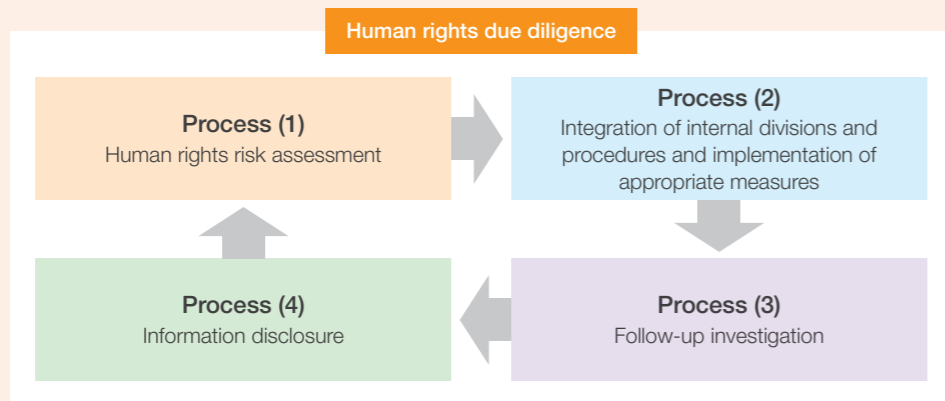 Human rights due diligence
Process (1)
Human rights risk assessment
Process (2)
Integration of internal divisions and
procedures and implementation of
appropriate measures
Process (4)
Information disclosure
Process (3)
Follow-up investigation